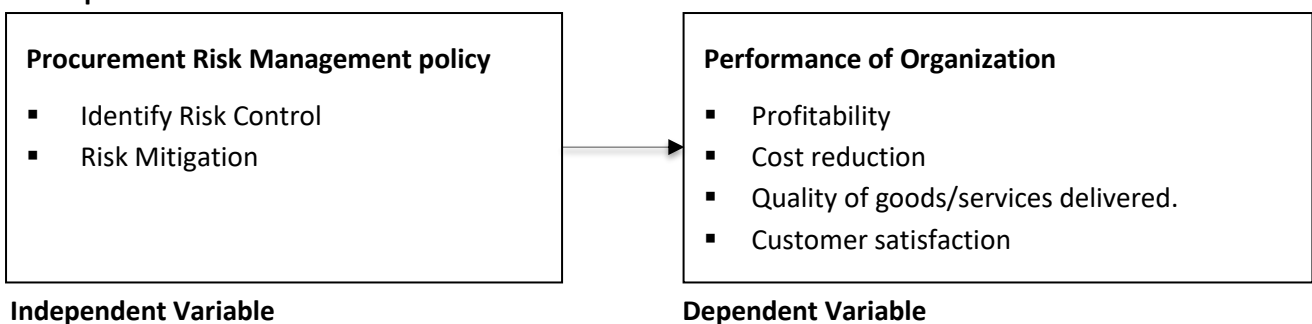 Procurement Risk Management policy
▪ Identify Risk Control
▪ Risk Mitigation
Performance of Organization
▪ Profitability
▪ Cost reduction
▪ Quality of goods/services delivered.
▪ Customer satisfaction
Independent Variable
Dependent Variable